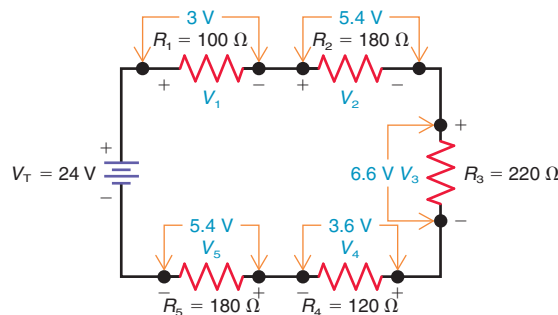 3 V
5.4 V
R1 = 100 Ω
R2 = 180 Ω
+ − + −
V1
V2
+
+
VT = 24 V
6.6 V V3
R3 = 220 Ω
−
−
5.4 V
3.6 V
V5
V4
− + − +
R5 = 180 Ω
R4 = 120 Ω